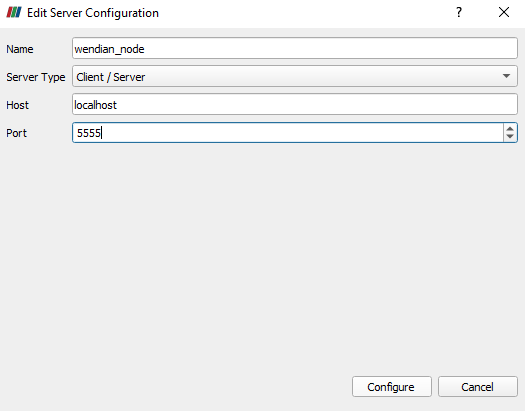 Edit Server Configuration ?
Name wendian_node
Server Type Client / Server
Host localhost
Port 5555
Configure Cancel